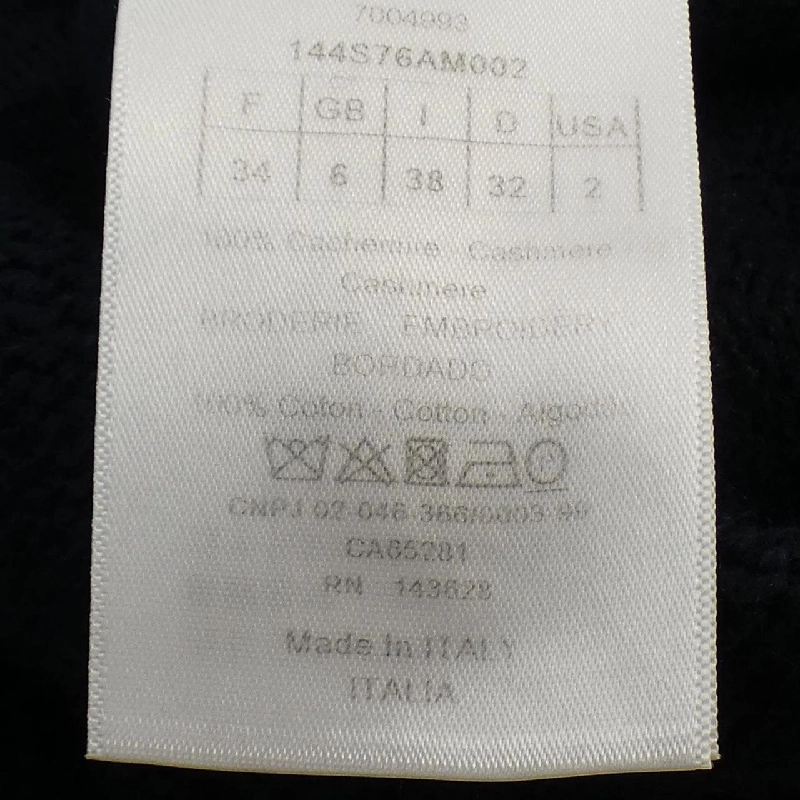 7004993
144S76AM002
F GB I D USA
34 6 38 32 2
100% Cachemire - Cashmere
Cashmere
BRODERIE - EMBROIDERY -
BORDADO
100% Coton - Cotton - Algodão
CNPJ 02 046 366/0003-99
CA65281
RN 143628
Made in ITALY
ITALIA